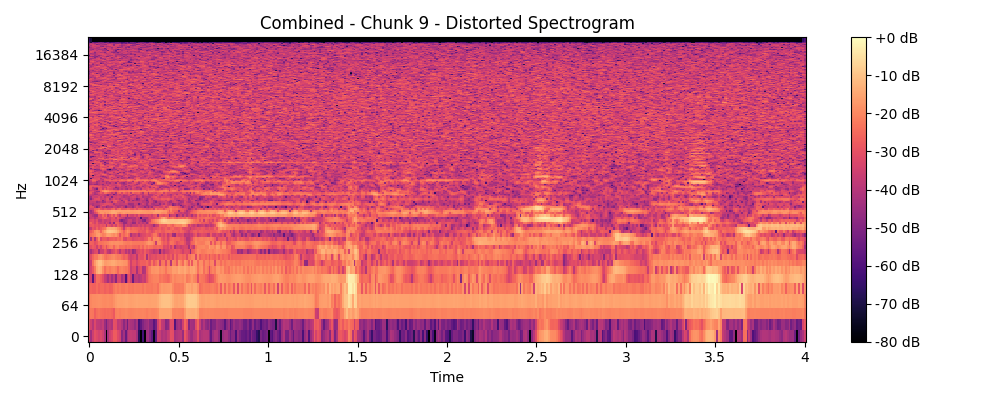 Combined - Chunk 9 - Distorted Spectrogram
Hz
16384
8192
4096
2048
1024
512
256
128
64
0
0 0.5 1 1.5 2 2.5 3 3.5 4
Time
+0 dB
-10 dB
-20 dB
-30 dB
-40 dB
-50 dB
-60 dB
-70 dB
-80 dB